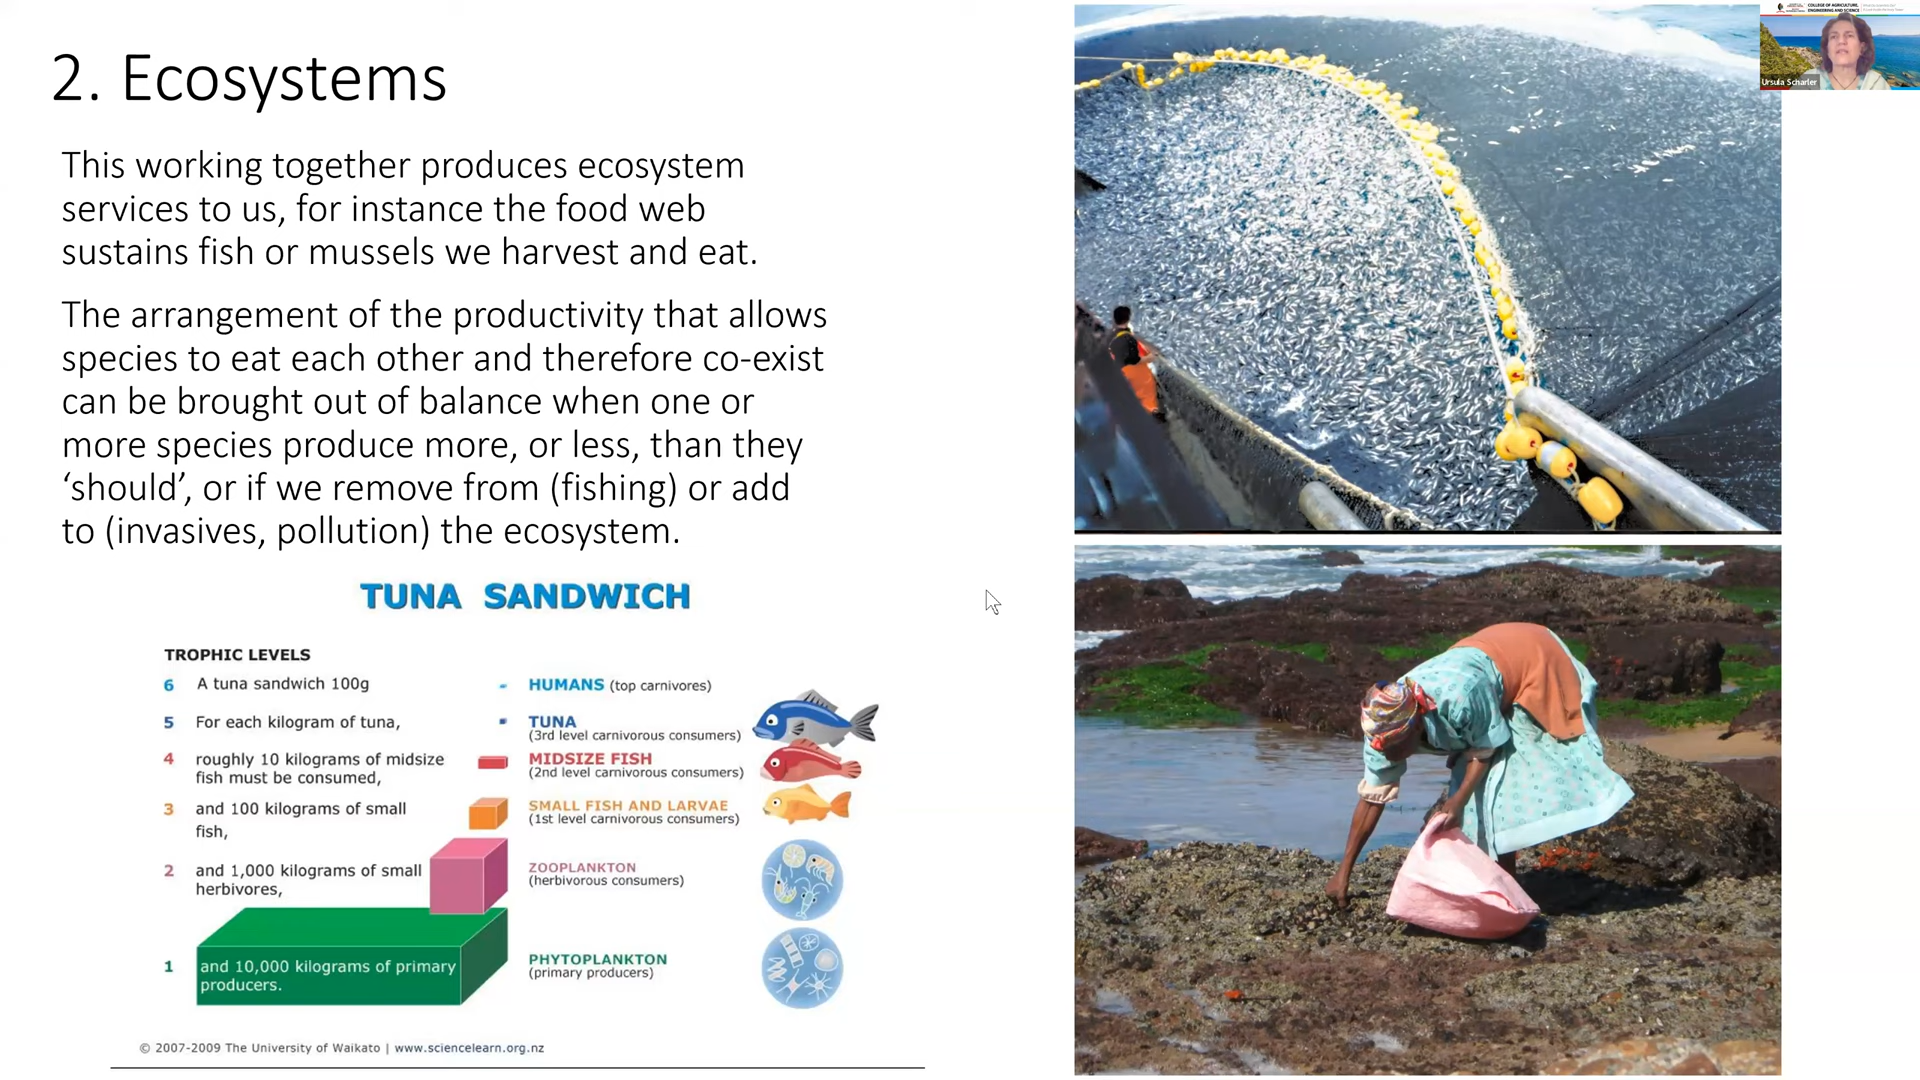 2. Ecosystems
This working together produces ecosystem
services to us, for instance the food web
sustains fish or mussels we harvest and eat.
The arrangement of the productivity that allows
species to eat each other and therefore co-exist
can be brought out of balance when one or
more species produce more, or less, than they
‘should’, or if we remove from (fishing) or add
to (invasives, pollution) the ecosystem.
TUNA SANDWICH
TROPHIC LEVELS
6 A tuna sandwich 100g
HUMANS (top carnivores)
5 For each kilogram of tuna,
TUNA
(3rd level carnivorous consumers)
4 roughly 10 kilograms of midsize
fish must be consumed,
MIDSIZE FISH
(2nd level carnivorous consumers)
3 and 100 kilograms of small
fish,
SMALL FISH AND LARVAE
(1st level carnivorous consumers)
2 and 1,000 kilograms of small
herbivores,
ZOOPLANKTON
(herbivorous consumers)
1 and 10,000 kilograms of primary
producers.
PHYTOPLANKTON
(primary producers)
© 2007-2009 The University of Waikato | www.sciencelearn.org.nz
COLLEGE OF AGRICULTURE,
ENGINEERING AND SCIENCE
Ursula Scharler